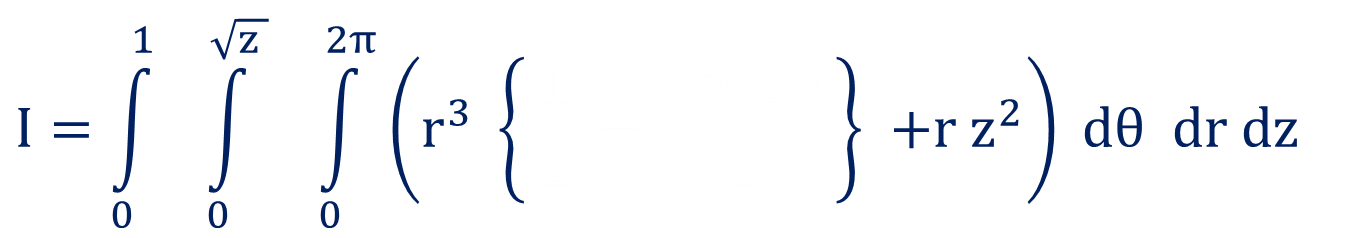 I = ∫₀¹ ∫₀^√z ∫₀^2π ( r³ { } + r z² ) dθ dr dz